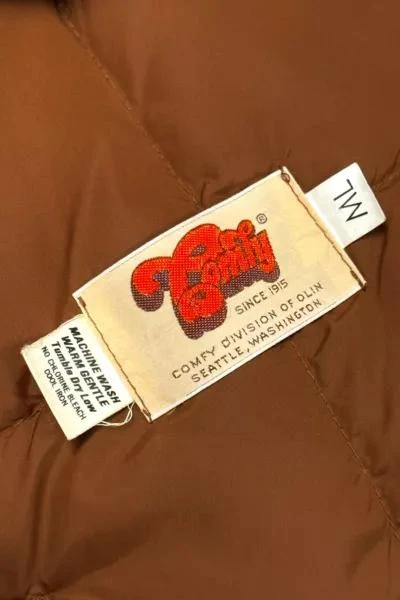 Comfy
®
SINCE 1915
COMFY DIVISION OF OLIN
SEATTLE, WASHINGTON
ML
MACHINE WASH
WARM GENTLE
Tumble Dry Low
NO CHLORINE BLEACH
COOL IRON